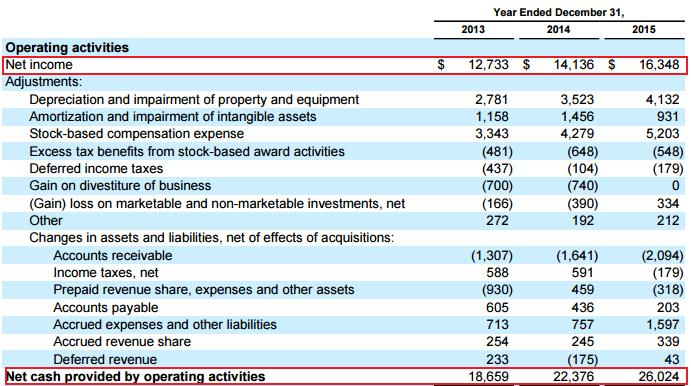 Year Ended December 31,
2013 2014 2015
Operating activities
Net income $ 12,733 $ 14,136 $ 16,348
Adjustments:
Depreciation and impairment of property and equipment 2,781 3,523 4,132
Amortization and impairment of intangible assets 1,158 1,456 931
Stock-based compensation expense 3,343 4,279 5,203
Excess tax benefits from stock-based award activities (481) (648) (548)
Deferred income taxes (437) (104) (179)
Gain on divestiture of business (700) (740) 0
(Gain) loss on marketable and non-marketable investments, net (166) (390) 334
Other 272 192 212
Changes in assets and liabilities, net of effects of acquisitions:
Accounts receivable (1,307) (1,641) (2,094)
Income taxes, net 588 591 (179)
Prepaid revenue share, expenses and other assets (930) 459 (318)
Accounts payable 605 436 203
Accrued expenses and other liabilities 713 757 1,597
Accrued revenue share 254 245 339
Deferred revenue 233 (175) 43
Net cash provided by operating activities 18,659 22,376 26,024